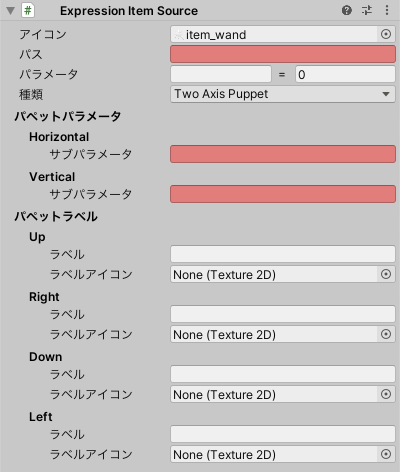 Expression Item Source
アイコン item_wand
パス
パラメータ = 0
種類 Two Axis Puppet
パペットパラメータ
Horizontal
サブパラメータ
Vertical
サブパラメータ
パペットラベル
Up
ラベル
ラベルアイコン None (Texture 2D)
Right
ラベル
ラベルアイコン None (Texture 2D)
Down
ラベル
ラベルアイコン None (Texture 2D)
Left
ラベル
ラベルアイコン None (Texture 2D)